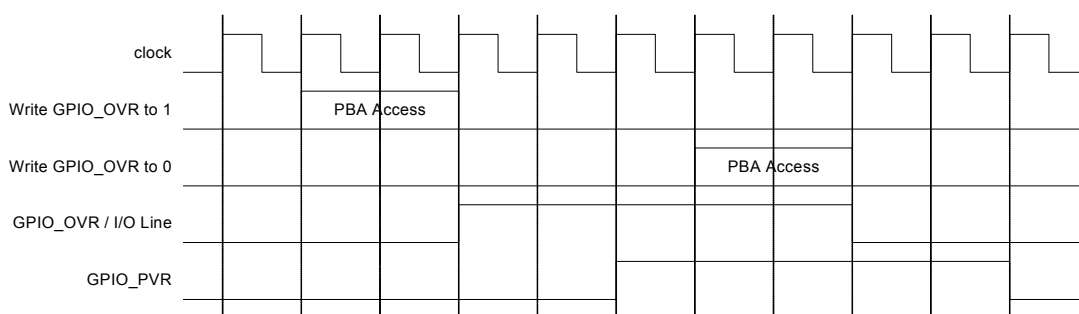 clock
Write GPIO_OVR to 1
PBA Access
Write GPIO_OVR to 0
PBA Access
GPIO_OVR / I/O Line
GPIO_PVR